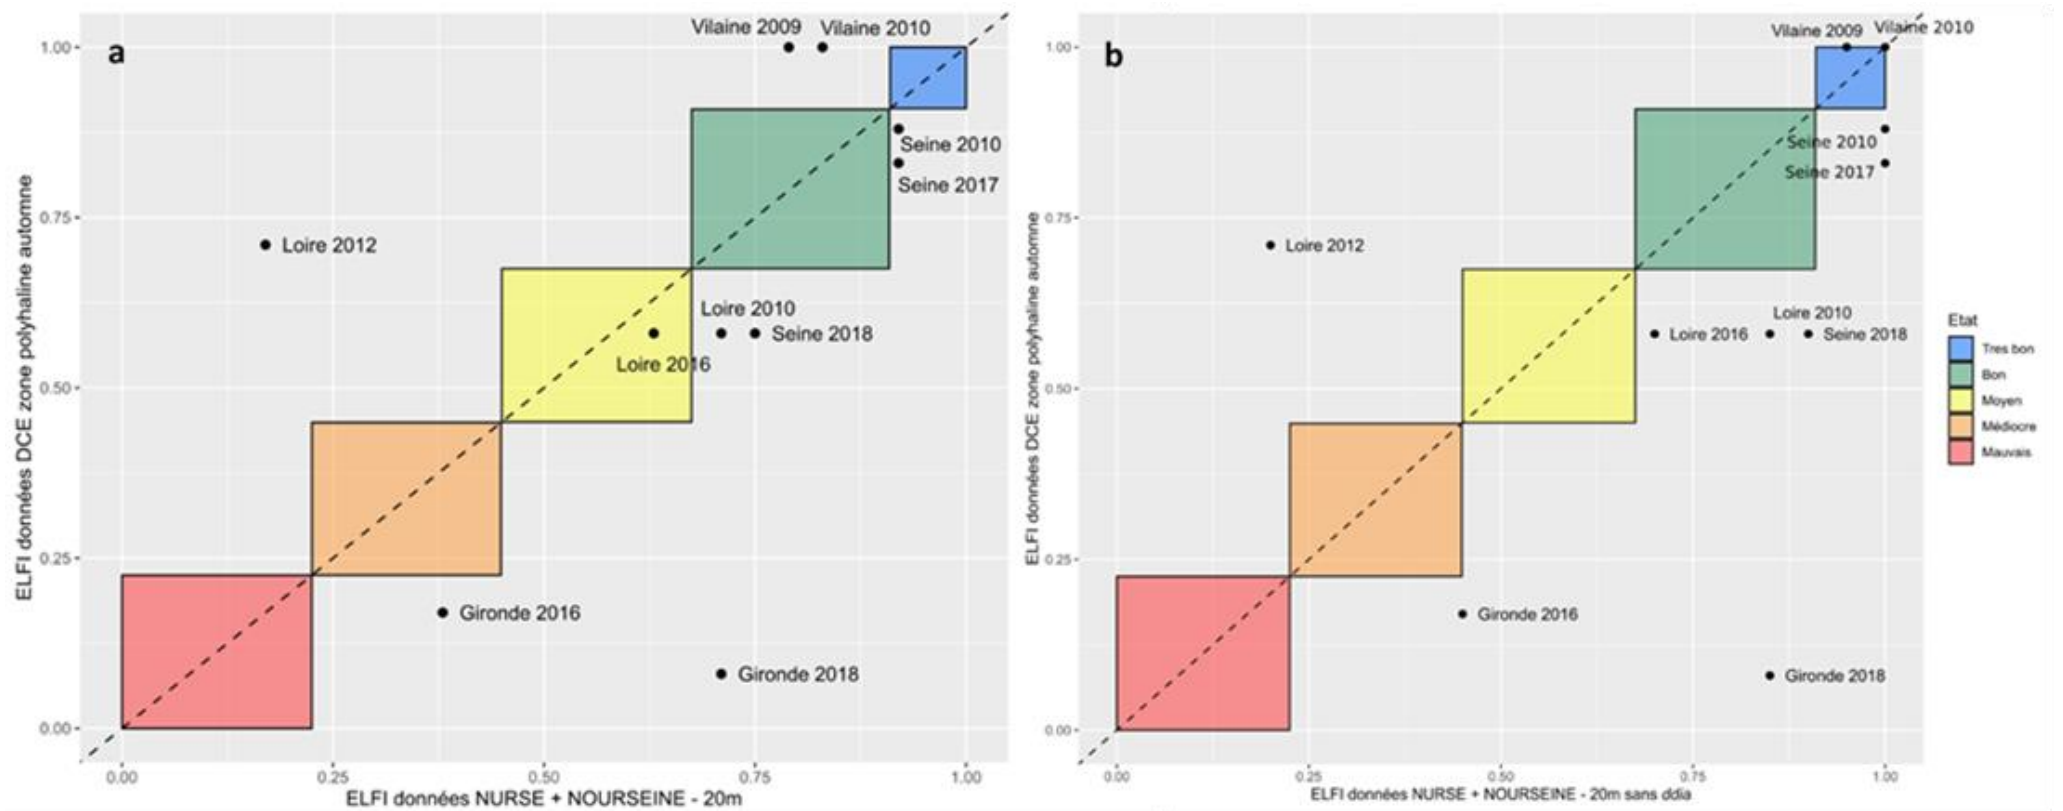 a
Vilaine 2009
Vilaine 2010
Seine 2010
Seine 2017
Loire 2012
Loire 2010
Seine 2018
Loire 2016
Gironde 2016
Gironde 2018
1.00
0.75
0.50
0.25
0.00
0.00
0.25
0.50
0.75
1.00
ELFI données DCE zone polyhaline automne
ELFI données NURSE + NOURSEINE - 20m
b
Vilaine 2009
Vilaine 2010
Seine 2010
Seine 2017
Loire 2012
Loire 2010
Loire 2016
Seine 2018
Gironde 2016
Gironde 2018
1.00
0.75
0.50
0.25
0.00
0.00
0.25
0.50
0.75
1.00
ELFI données DCE zone polyhaline automne
ELFI données NURSE + NOURSEINE - 20m sans ddia
Etat
Tres bon
Bon
Moyen
Médiocre
Mauvais